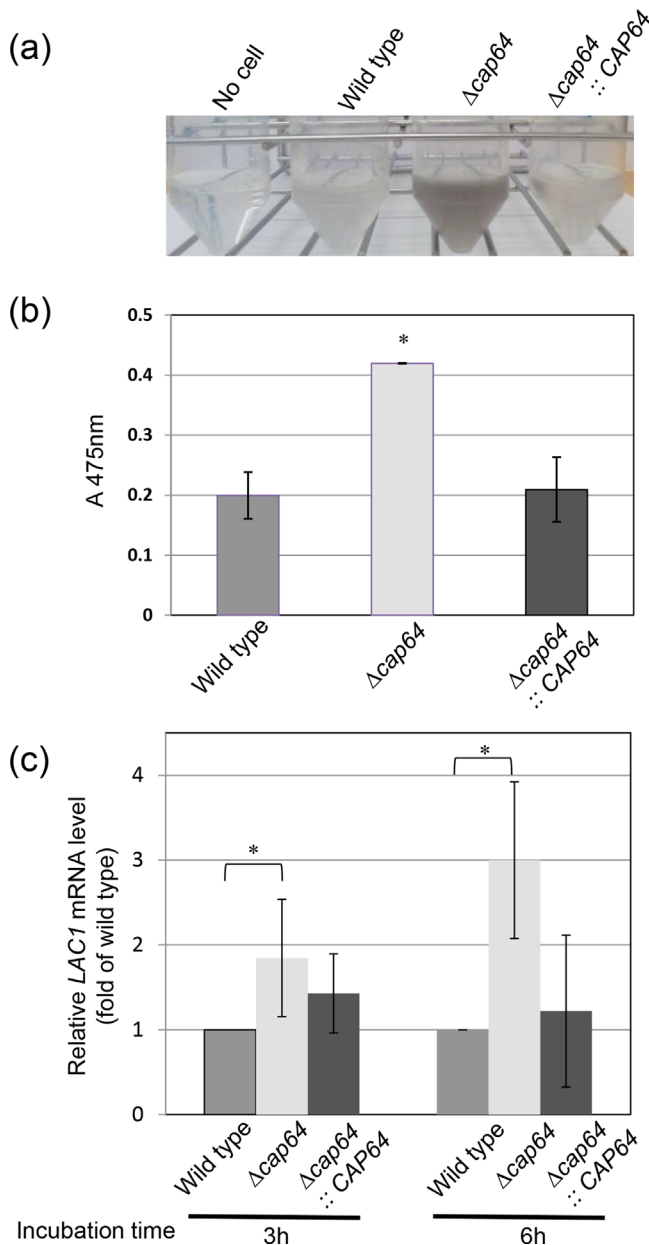 (a)
No cell
Wild type
Δcap64
Δcap64
:: CAP64
(b)
0.5
0.4
0.3
0.2
0.1
0
A 475nm
*
Wild type
Δcap64
Δcap64
:: CAP64
(c)
4
3
2
1
0
Relative LAC1 mRNA level
(fold of wild type)
*
*
Wild type
Δcap64
Δcap64
:: CAP64
Wild type
Δcap64
Δcap64
:: CAP64
Incubation time
3h
6h